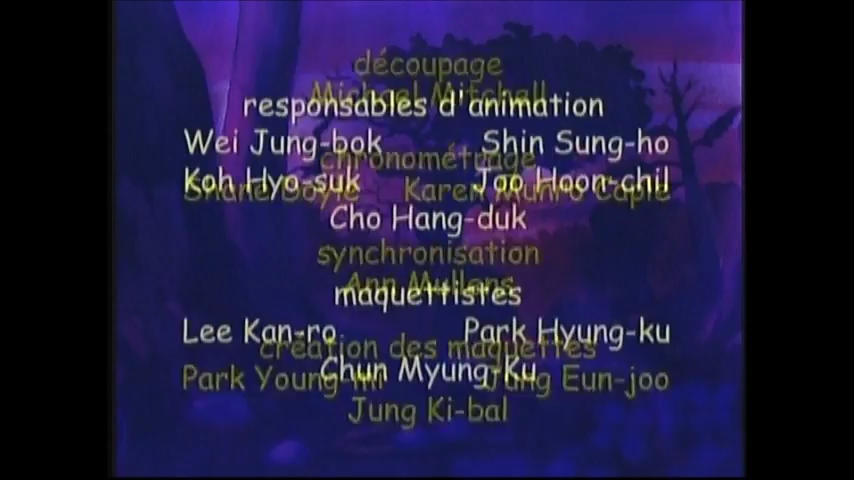 découpage
Michael Mitchall
responsables d'animation
Wei Jung-bok Shin Sung-ho
chronométrage
Koh Hyo-suk Joo Hoon-chil
Shane Doyle Karen Munro Caple
Cho Hang-duk
synchronisation
Ann Mullens
maquettistes
Lee Kan-ro Park Hyung-ku
création des maquettes
Chun Myung-Ku
Park Young-mi Jung Eun-joo
Jung Ki-bal